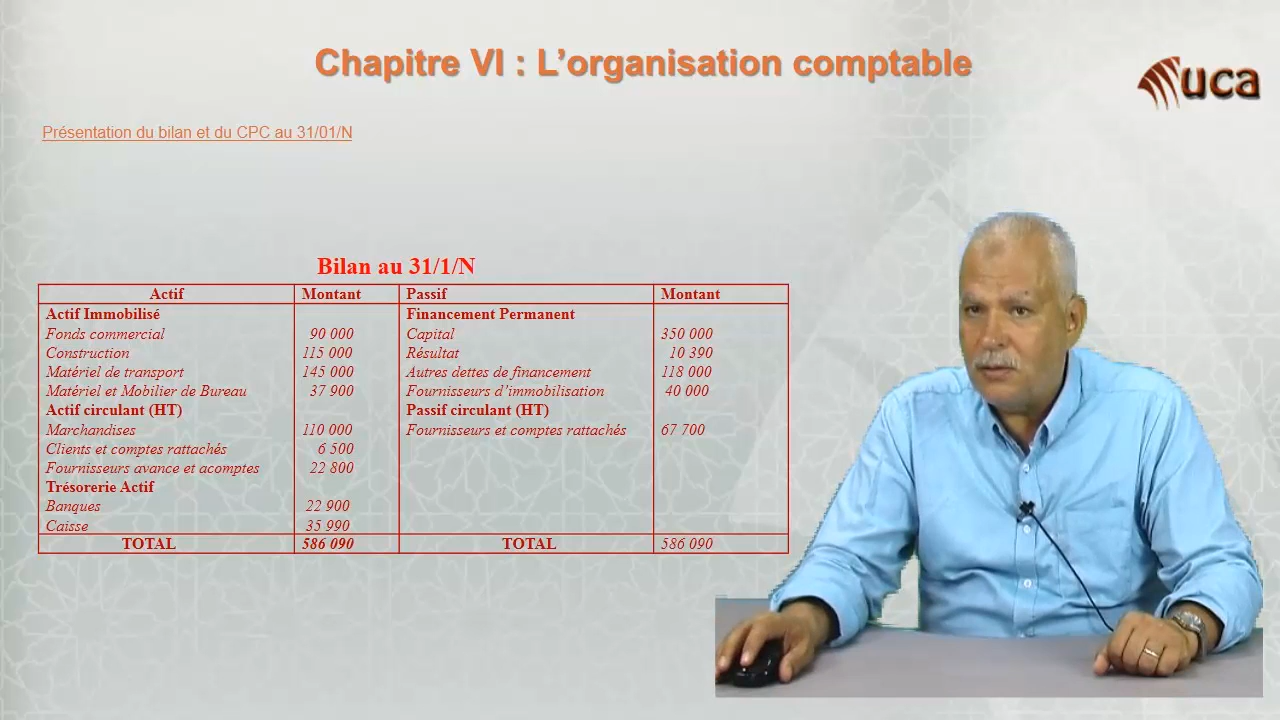 Chapitre VI : L'organisation comptable
uca
Présentation du bilan et du CPC au 31/01/N
Bilan au 31/1/N
Actif Montant Passif Montant
Actif Immobilisé Financement Permanent
Fonds commercial 90 000 Capital 350 000
Construction 115 000 Résultat 10 390
Matériel de transport 145 000 Autres dettes de financement 118 000
Matériel et Mobilier de Bureau 37 900 Fournisseurs d'immobilisation 40 000
Actif circulant (HT) Passif circulant (HT)
Marchandises 110 000 Fournisseurs et comptes rattachés 67 700
Clients et comptes rattachés 6 500
Fournisseurs avance et acomptes 22 800
Trésorerie Actif
Banques 22 900
Caisse 35 990
TOTAL 586 090 TOTAL 586 090